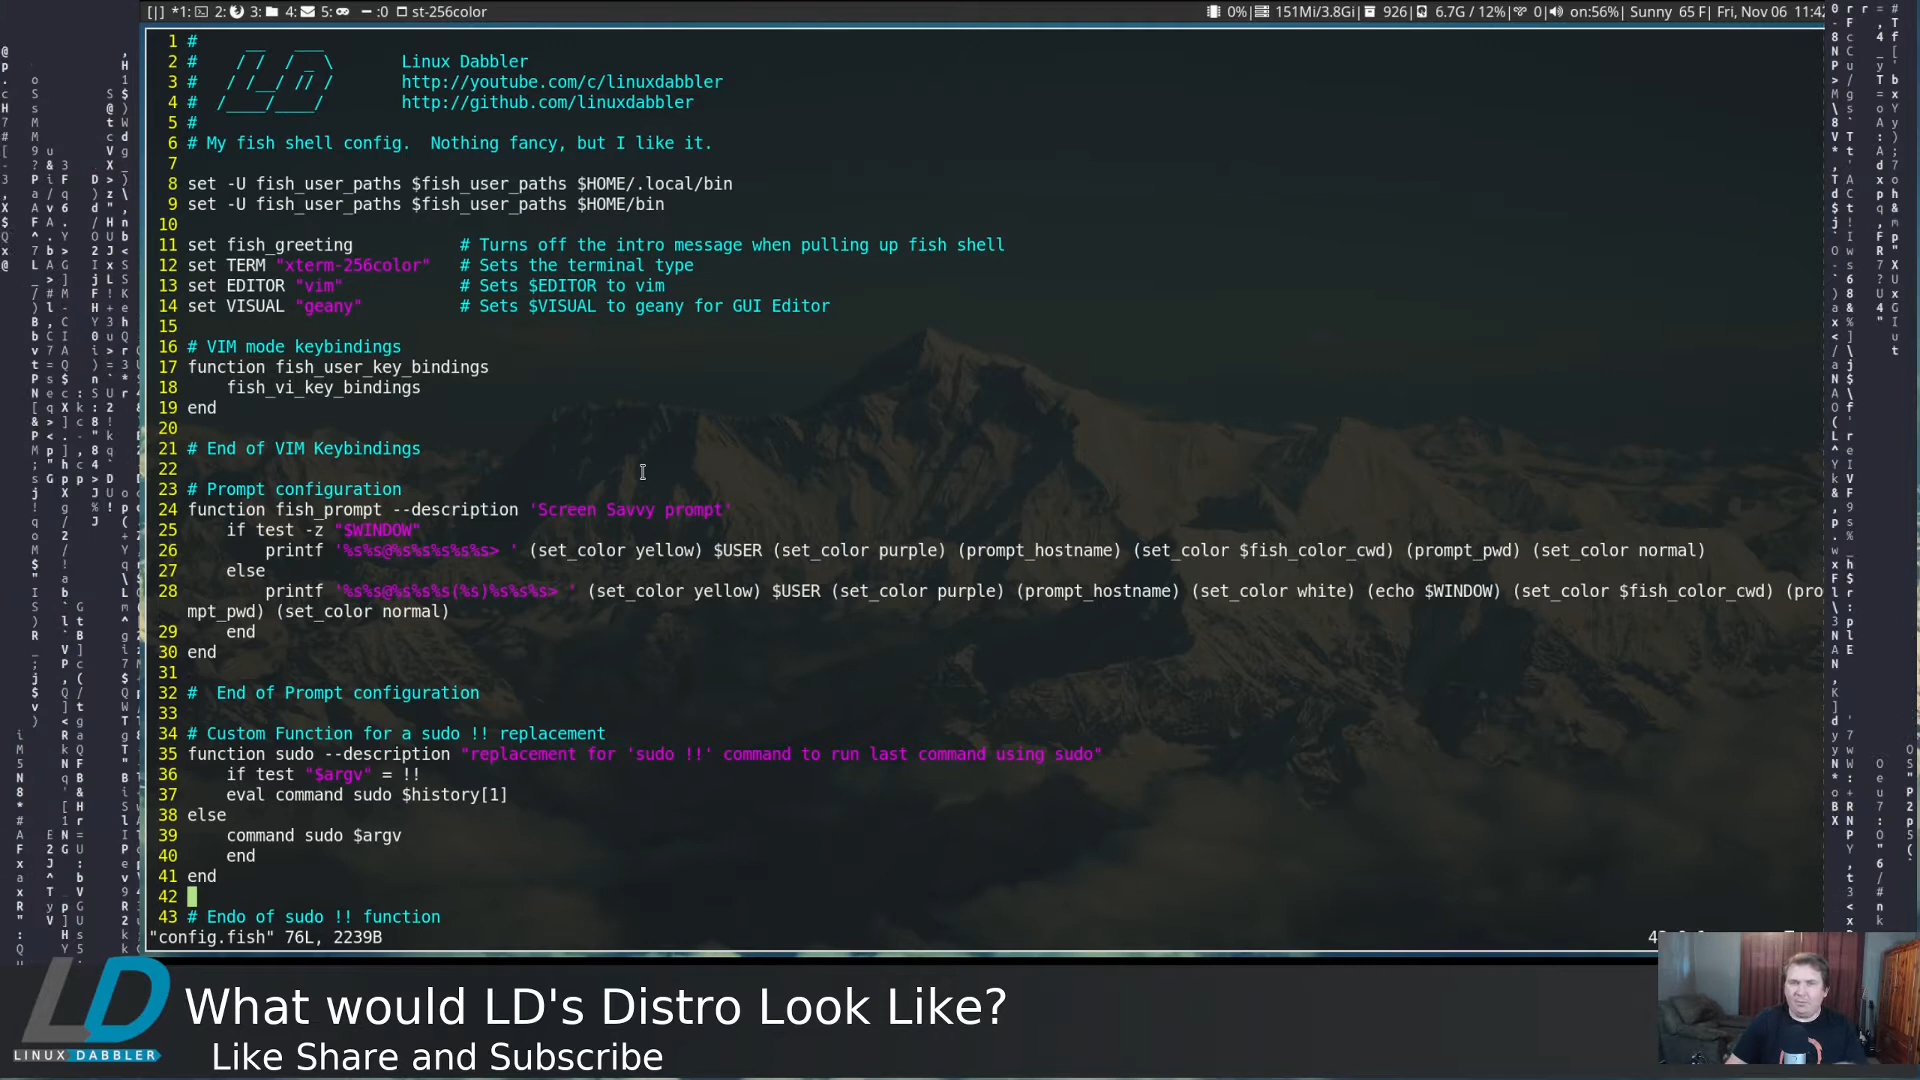 [|] *1: 2: 3: 4: 5: — :0 st-256color
0%| 151Mi/3.8Gi| 926| 6.7G / 12%| 0| on:56%| Sunny 65 F| Fri, Nov 06 11:42
1 #
2 # Linux Dabbler
3 # http://youtube.com/c/linuxdabbler
4 # http://github.com/linuxdabbler
5 #
6 # My fish shell config.  Nothing fancy, but I like it.
7
8 set -U fish_user_paths $fish_user_paths $HOME/.local/bin
9 set -U fish_user_paths $fish_user_paths $HOME/bin
10
11 set fish_greeting           # Turns off the intro message when pulling up fish shell
12 set TERM "xterm-256color"   # Sets the terminal type
13 set EDITOR "vim"            # Sets $EDITOR to vim
14 set VISUAL "geany"          # Sets $VISUAL to geany for GUI Editor
15
16 # VIM mode keybindings
17 function fish_user_key_bindings
18     fish_vi_key_bindings
19 end
20
21 # End of VIM Keybindings
22
23 # Prompt configuration
24 function fish_prompt --description 'Screen Savvy prompt'
25     if test -z "$WINDOW"
26         printf '%s%s@%s%s%s%s%s> ' (set_color yellow) $USER (set_color purple) (prompt_hostname) (set_color $fish_color_cwd) (prompt_pwd) (set_color normal)
27     else
28         printf '%s%s@%s%s%s(%s)%s%s%s> ' (set_color yellow) $USER (set_color purple) (prompt_hostname) (set_color white) (echo $WINDOW) (set_color $fish_color_cwd) (pro
mpt_pwd) (set_color normal)
29     end
30 end
31
32 #  End of Prompt configuration
33
34 # Custom Function for a sudo !! replacement
35 function sudo --description "replacement for 'sudo !!' command to run last command using sudo"
36     if test "$argv" = !!
37     eval command sudo $history[1]
38 else
39     command sudo $argv
40     end
41 end
42
43 # Endo of sudo !! function
"config.fish" 76L, 2239B
LD
LINUX DABBLER
What would LD's Distro Look Like?
Like Share and Subscribe